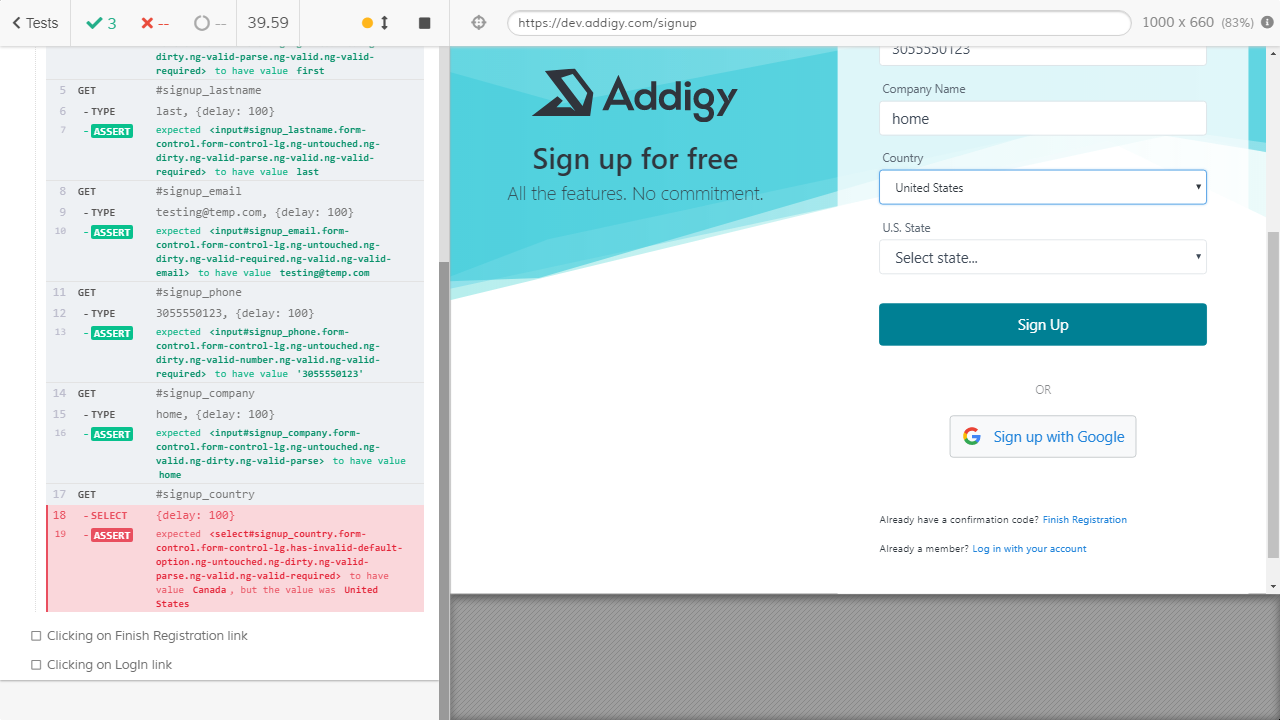 Tests
3
--
--
39.59
https://dev.addigy.com/signup
1000 x 660 (83%)
dirty.ng-valid-parse.ng-valid.ng-valid-
required> to have value first
5 GET #signup_lastname
6 - TYPE last, {delay: 100}
7 - ASSERT expected <input#signup_lastname.form-
control.form-control-lg.ng-untouched.ng-
dirty.ng-valid-parse.ng-valid.ng-valid-
required> to have value last
8 GET #signup_email
9 - TYPE testing@temp.com, {delay: 100}
10 - ASSERT expected <input#signup_email.form-
control.form-control-lg.ng-untouched.ng-
dirty.ng-valid-required.ng-valid.ng-valid-
email> to have value testing@temp.com
11 GET #signup_phone
12 - TYPE 3055550123, {delay: 100}
13 - ASSERT expected <input#signup_phone.form-
control.form-control-lg.ng-untouched.ng-
dirty.ng-valid-number.ng-valid.ng-valid-
required> to have value '3055550123'
14 GET #signup_company
15 - TYPE home, {delay: 100}
16 - ASSERT expected <input#signup_company.form-
control.form-control-lg.ng-untouched.ng-
valid.ng-dirty.ng-valid-parse> to have value
home
17 GET #signup_country
18 - SELECT {delay: 100}
19 - ASSERT expected <select#signup_country.form-
control.form-control-lg.has-invalid-default-
option.ng-untouched.ng-dirty.ng-valid-
parse.ng-valid.ng-valid-required> to have
value Canada, but the value was United
States
Clicking on Finish Registration link
Clicking on LogIn link
Addigy
Sign up for free
All the features. No commitment.
3055550123
Company Name
home
Country
United States
U.S. State
Select state...
Sign Up
OR
Sign up with Google
Already have a confirmation code? Finish Registration
Already a member? Log in with your account